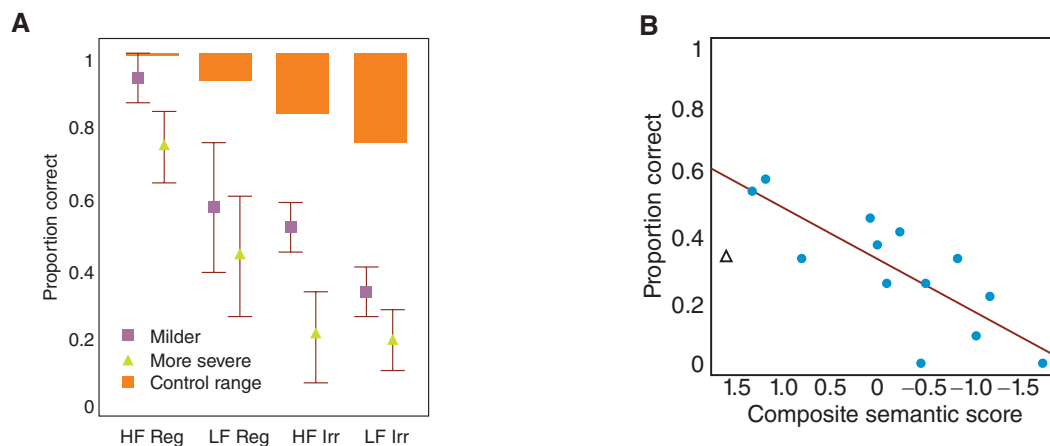 A
Proportion correct
1
0.8
0.6
0.4
0.2
0
Milder
More severe
Control range
HF Reg LF Reg HF Irr LF Irr
B
Proportion correct
1
0.8
0.6
0.4
0.2
0
1.5 1.0 0.5 0 −0.5 −1.0 −1.5
Composite semantic score